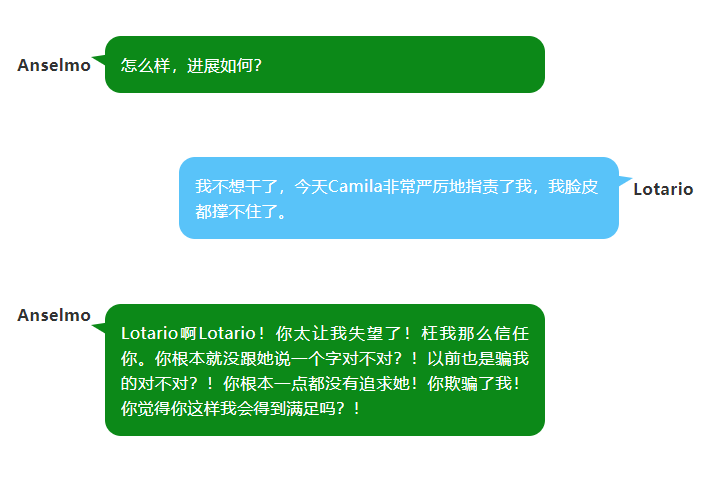 Anselmo
怎么样，进展如何？
我不想干了，今天Camila非常严厉地指责了我，我脸皮
都撑不住了。
Lotario
Anselmo
Lotario啊Lotario！你太让我失望了！枉我那么信任
你。你根本就没跟她说一个字对不对？！以前也是骗我
的对不对？！你根本一点都没有追求她！你欺骗了我！
你觉得你这样我会得到满足吗？！